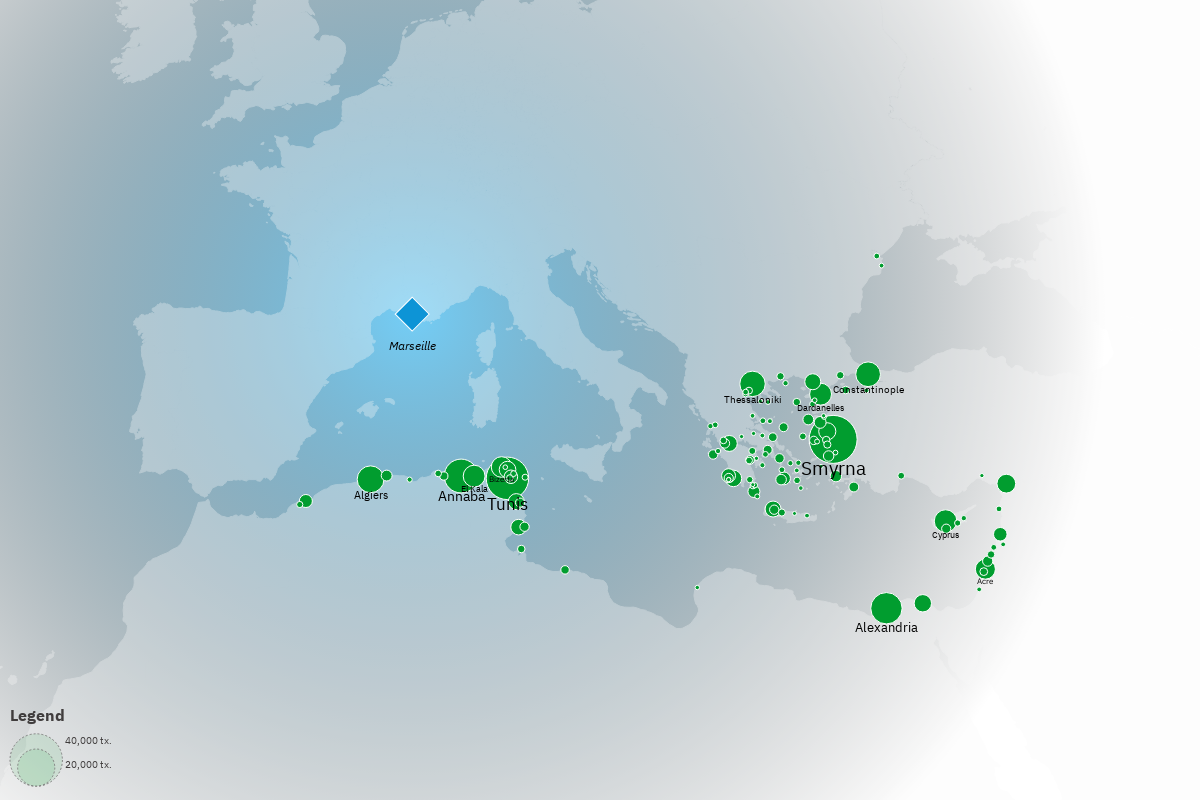 Marseille
Thessaloniki
Constantinople
Dardanelles
Smyrna
Algiers
Annaba
El Kala
Bizerte
Tunis
Cyprus
Acre
Alexandria
Legend
40,000 tx.
20,000 tx.